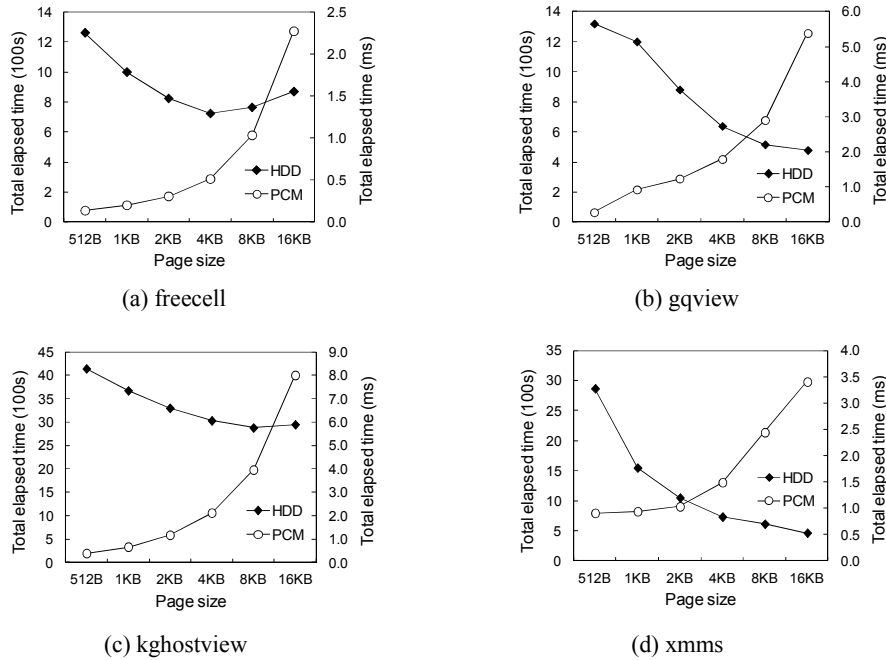 Total elapsed time (100s)
14
12
10
8
6
4
2
0
2.5
2.0
1.5
1.0
0.5
0.0
Total elapsed time (ms)
HDD
PCM
512B 1KB 2KB 4KB 8KB 16KB
Page size
(a) freecell
Total elapsed time (100s)
14
12
10
8
6
4
2
0
6.0
5.0
4.0
3.0
2.0
1.0
0.0
Total elapsed time (ms)
HDD
PCM
512B 1KB 2KB 4KB 8KB 16KB
Page size
(b) gqview
Total elapsed time (100s)
45
40
35
30
25
20
15
10
5
0
9.0
8.0
7.0
6.0
5.0
4.0
3.0
2.0
1.0
0.0
Total elapsed time (ms)
HDD
PCM
512B 1KB 2KB 4KB 8KB 16KB
Page size
(c) kghostview
Total elapsed time (100s)
35
30
25
20
15
10
5
0
4.0
3.5
3.0
2.5
2.0
1.5
1.0
0.5
0.0
Total elapsed time (ms)
HDD
PCM
512B 1KB 2KB 4KB 8KB 16KB
Page size
(d) xmms